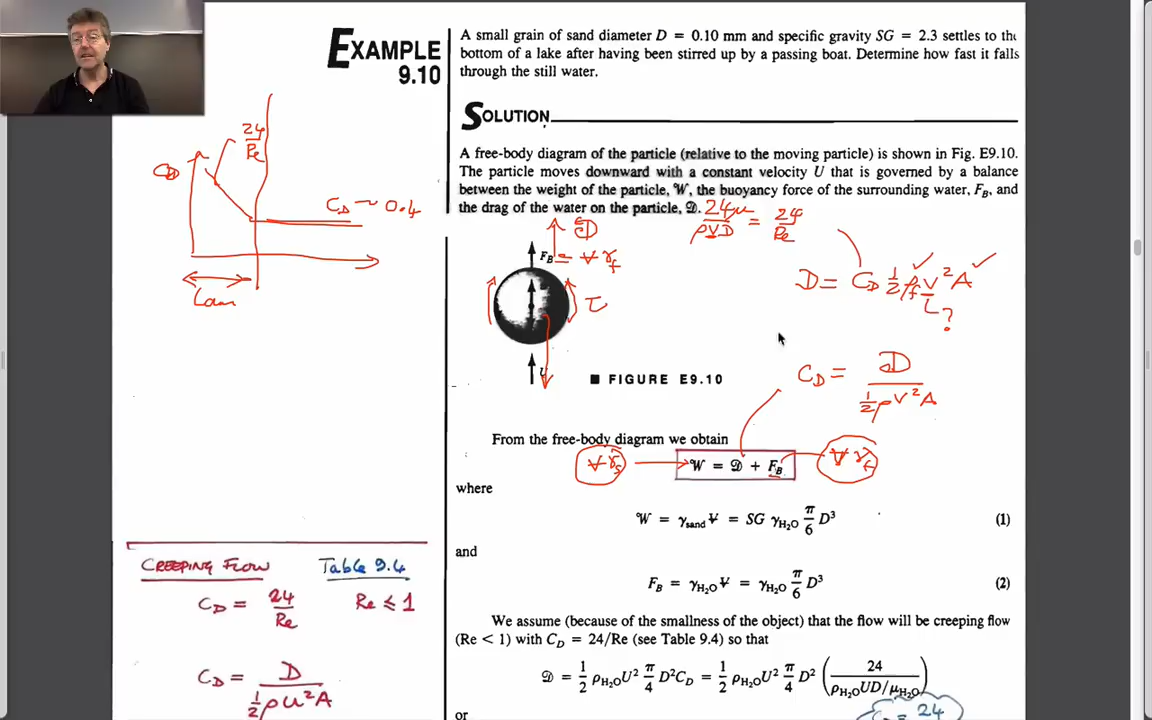 EXAMPLE
9.10
A small grain of sand diameter D = 0.10 mm and specific gravity SG = 2.3 settles to the
bottom of a lake after having been stirred up by a passing boat. Determine how fast it falls
through the still water.
SOLUTION
A free-body diagram of the particle (relative to the moving particle) is shown in Fig. E9.10.
The particle moves downward with a constant velocity U that is governed by a balance
between the weight of the particle, 𝒲, the buoyancy force of the surrounding water, F_B, and
the drag of the water on the particle, 𝒟.
24μ/ρVD = 24/Re
C_D
24/Re
C_D ~ 0.4
Lam
𝒟
F_B = V γ_f
τ
U
𝒟 = C_D ½ ρ_f V² A
?
C_D = 𝒟 / ½ρV²A
■ FIGURE E9.10
From the free-body diagram we obtain
V γ_s
𝒲 = 𝒟 + F_B
V γ_f
where
𝒲 = γ_sand V = SG γ_H₂O π/6 D³ (1)
and
F_B = γ_H₂O V = γ_H₂O π/6 D³ (2)
We assume (because of the smallness of the object) that the flow will be creeping flow
(Re < 1) with C_D = 24/Re (see Table 9.4) so that
𝒟 = 1/2 ρ_H₂O U² π/4 D² C_D = 1/2 ρ_H₂O U² π/4 D² (24 / ρ_H₂O UD/μ_H₂O)
or
CREEPING FLOW Table 9.4
C_D = 24/Re Re ≤ 1
C_D = D / ½ρU²A